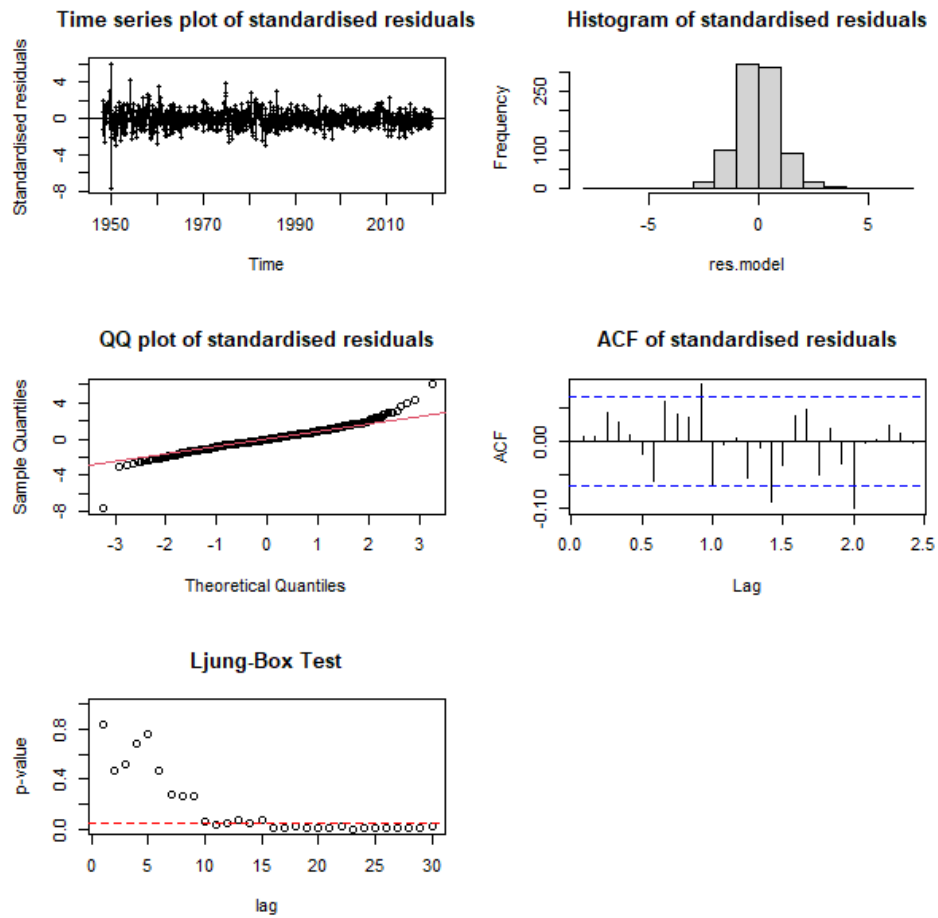 Time series plot of standardised residuals
Standardised residuals
4
0
-4
-8
1950
1970
1990
2010
Time
Histogram of standardised residuals
Frequency
250
100
0
-5
0
5
res.model
QQ plot of standardised residuals
Sample Quantiles
4
0
-4
-8
-3
-2
-1
0
1
2
3
Theoretical Quantiles
ACF of standardised residuals
ACF
0.00
-0.10
0.0
0.5
1.0
1.5
2.0
2.5
Lag
Ljung-Box Test
p-value
0.8
0.4
0.0
0
5
10
15
20
25
30
lag